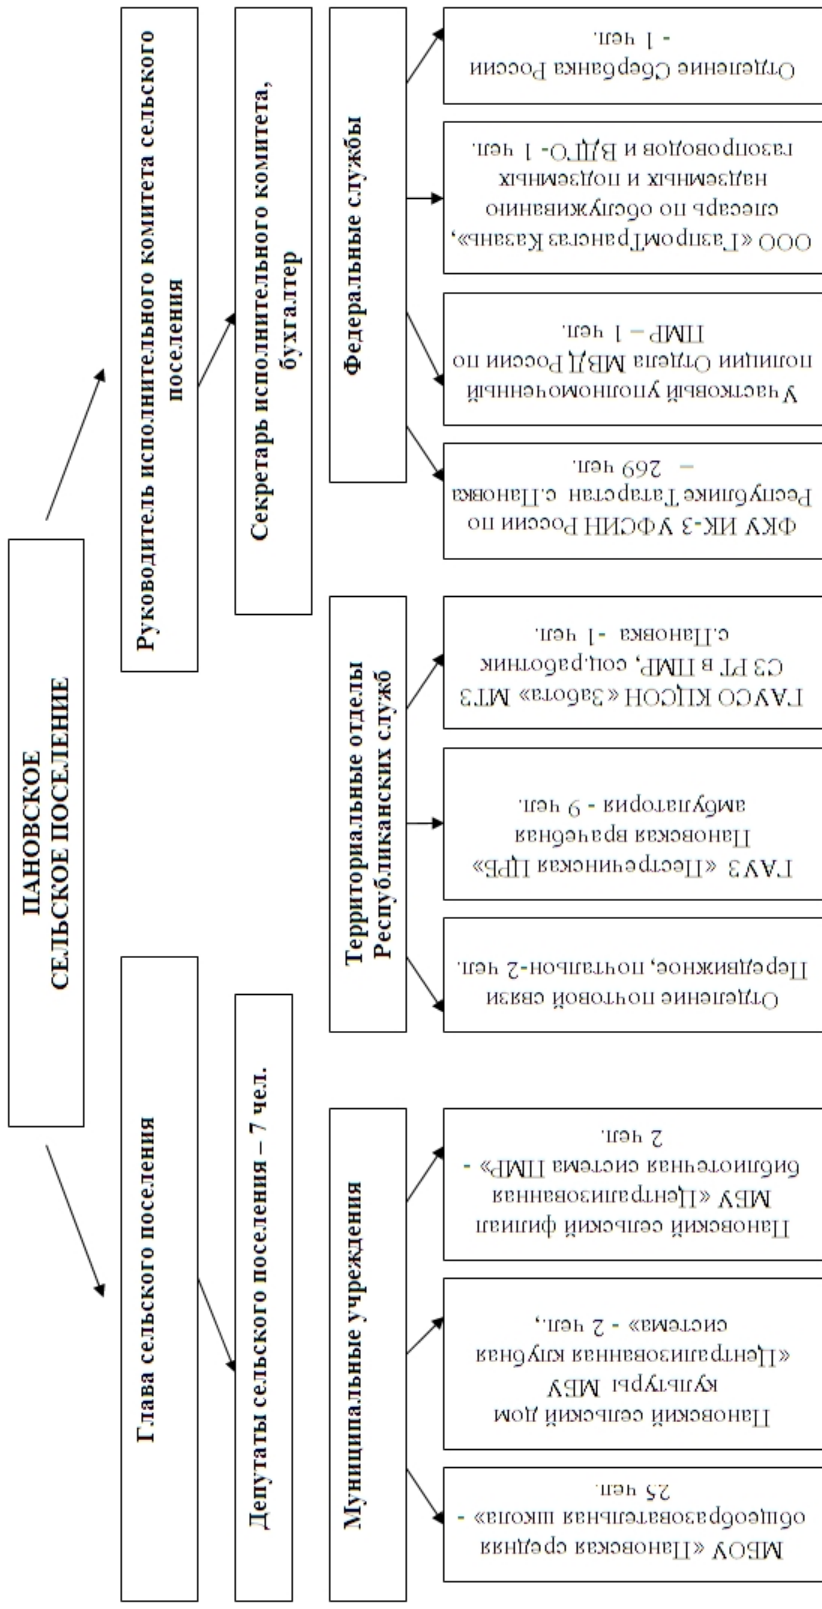 ПАНОВСКОЕ
СЕЛЬСКОЕ ПОСЕЛЕНИЕ
Глава сельского поселения
Руководитель исполнительного комитета сельского
поселения
Депутаты сельского поселения – 7 чел.
Секретарь исполнительного комитета,
бухгалтер
Муниципальные учреждения
Территориальные отделы
Республиканских служб
Федеральные службы
МБОУ «Пановская средняя
общеобразовательная школа» -
25 чел.
Пановский сельский дом
культуры МБУ
«Централизованная клубная
система» - 2 чел.,
Пановский сельский филиал
МБУ «Централизованная
библиотечная система ПМР» -
2 чел.
Отделение почтовой связи
Передвижное, почтальон-2 чел.
ГАУЗ «Пестречинская ЦРБ»
Пановская врачебная
амбулатория - 9 чел.
ГАУСО КЦСОН «Забота» МТЗ
СЗ РТ в ПМР, соц.работник
с.Пановка -1 чел.
ФКУ ИК-3 УФСИН России по
Республике Татарстан с.Пановка
– 269 чел.
Участковый уполномоченный
полиции Отдела МВД России по
ПМР – 1 чел.
ООО «ГазпромТрансгаз Казань»,
слесарь по обслуживанию
надземных и подземных
газопроводов и ВДГО- 1 чел.
Отделение Сбербанка России
- 1 чел.